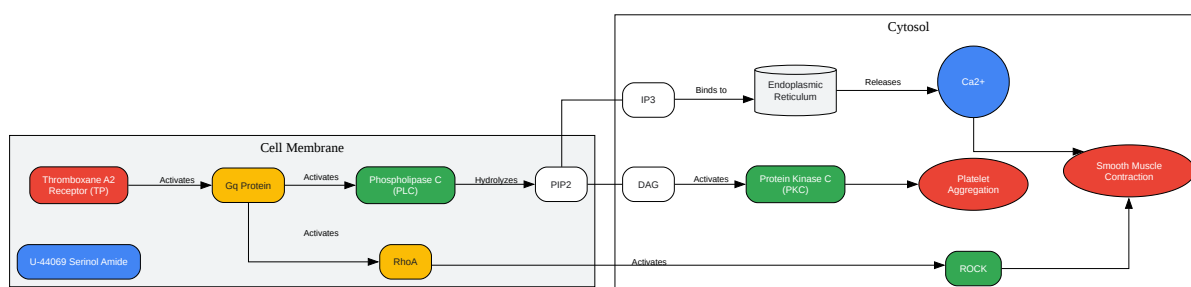 Cytosol
IP3
Binds to
Endoplasmic
Reticulum
Releases
Ca2+
Cell Membrane
Thromboxane A2
Receptor (TP)
Activates
Gq Protein
Activates
Phospholipase C
(PLC)
Hydrolyzes
PIP2
DAG
Activates
Protein Kinase C
(PKC)
Platelet
Aggregation
Smooth Muscle
Contraction
Activates
U-44069 Serinol Amide
RhoA
Activates
ROCK